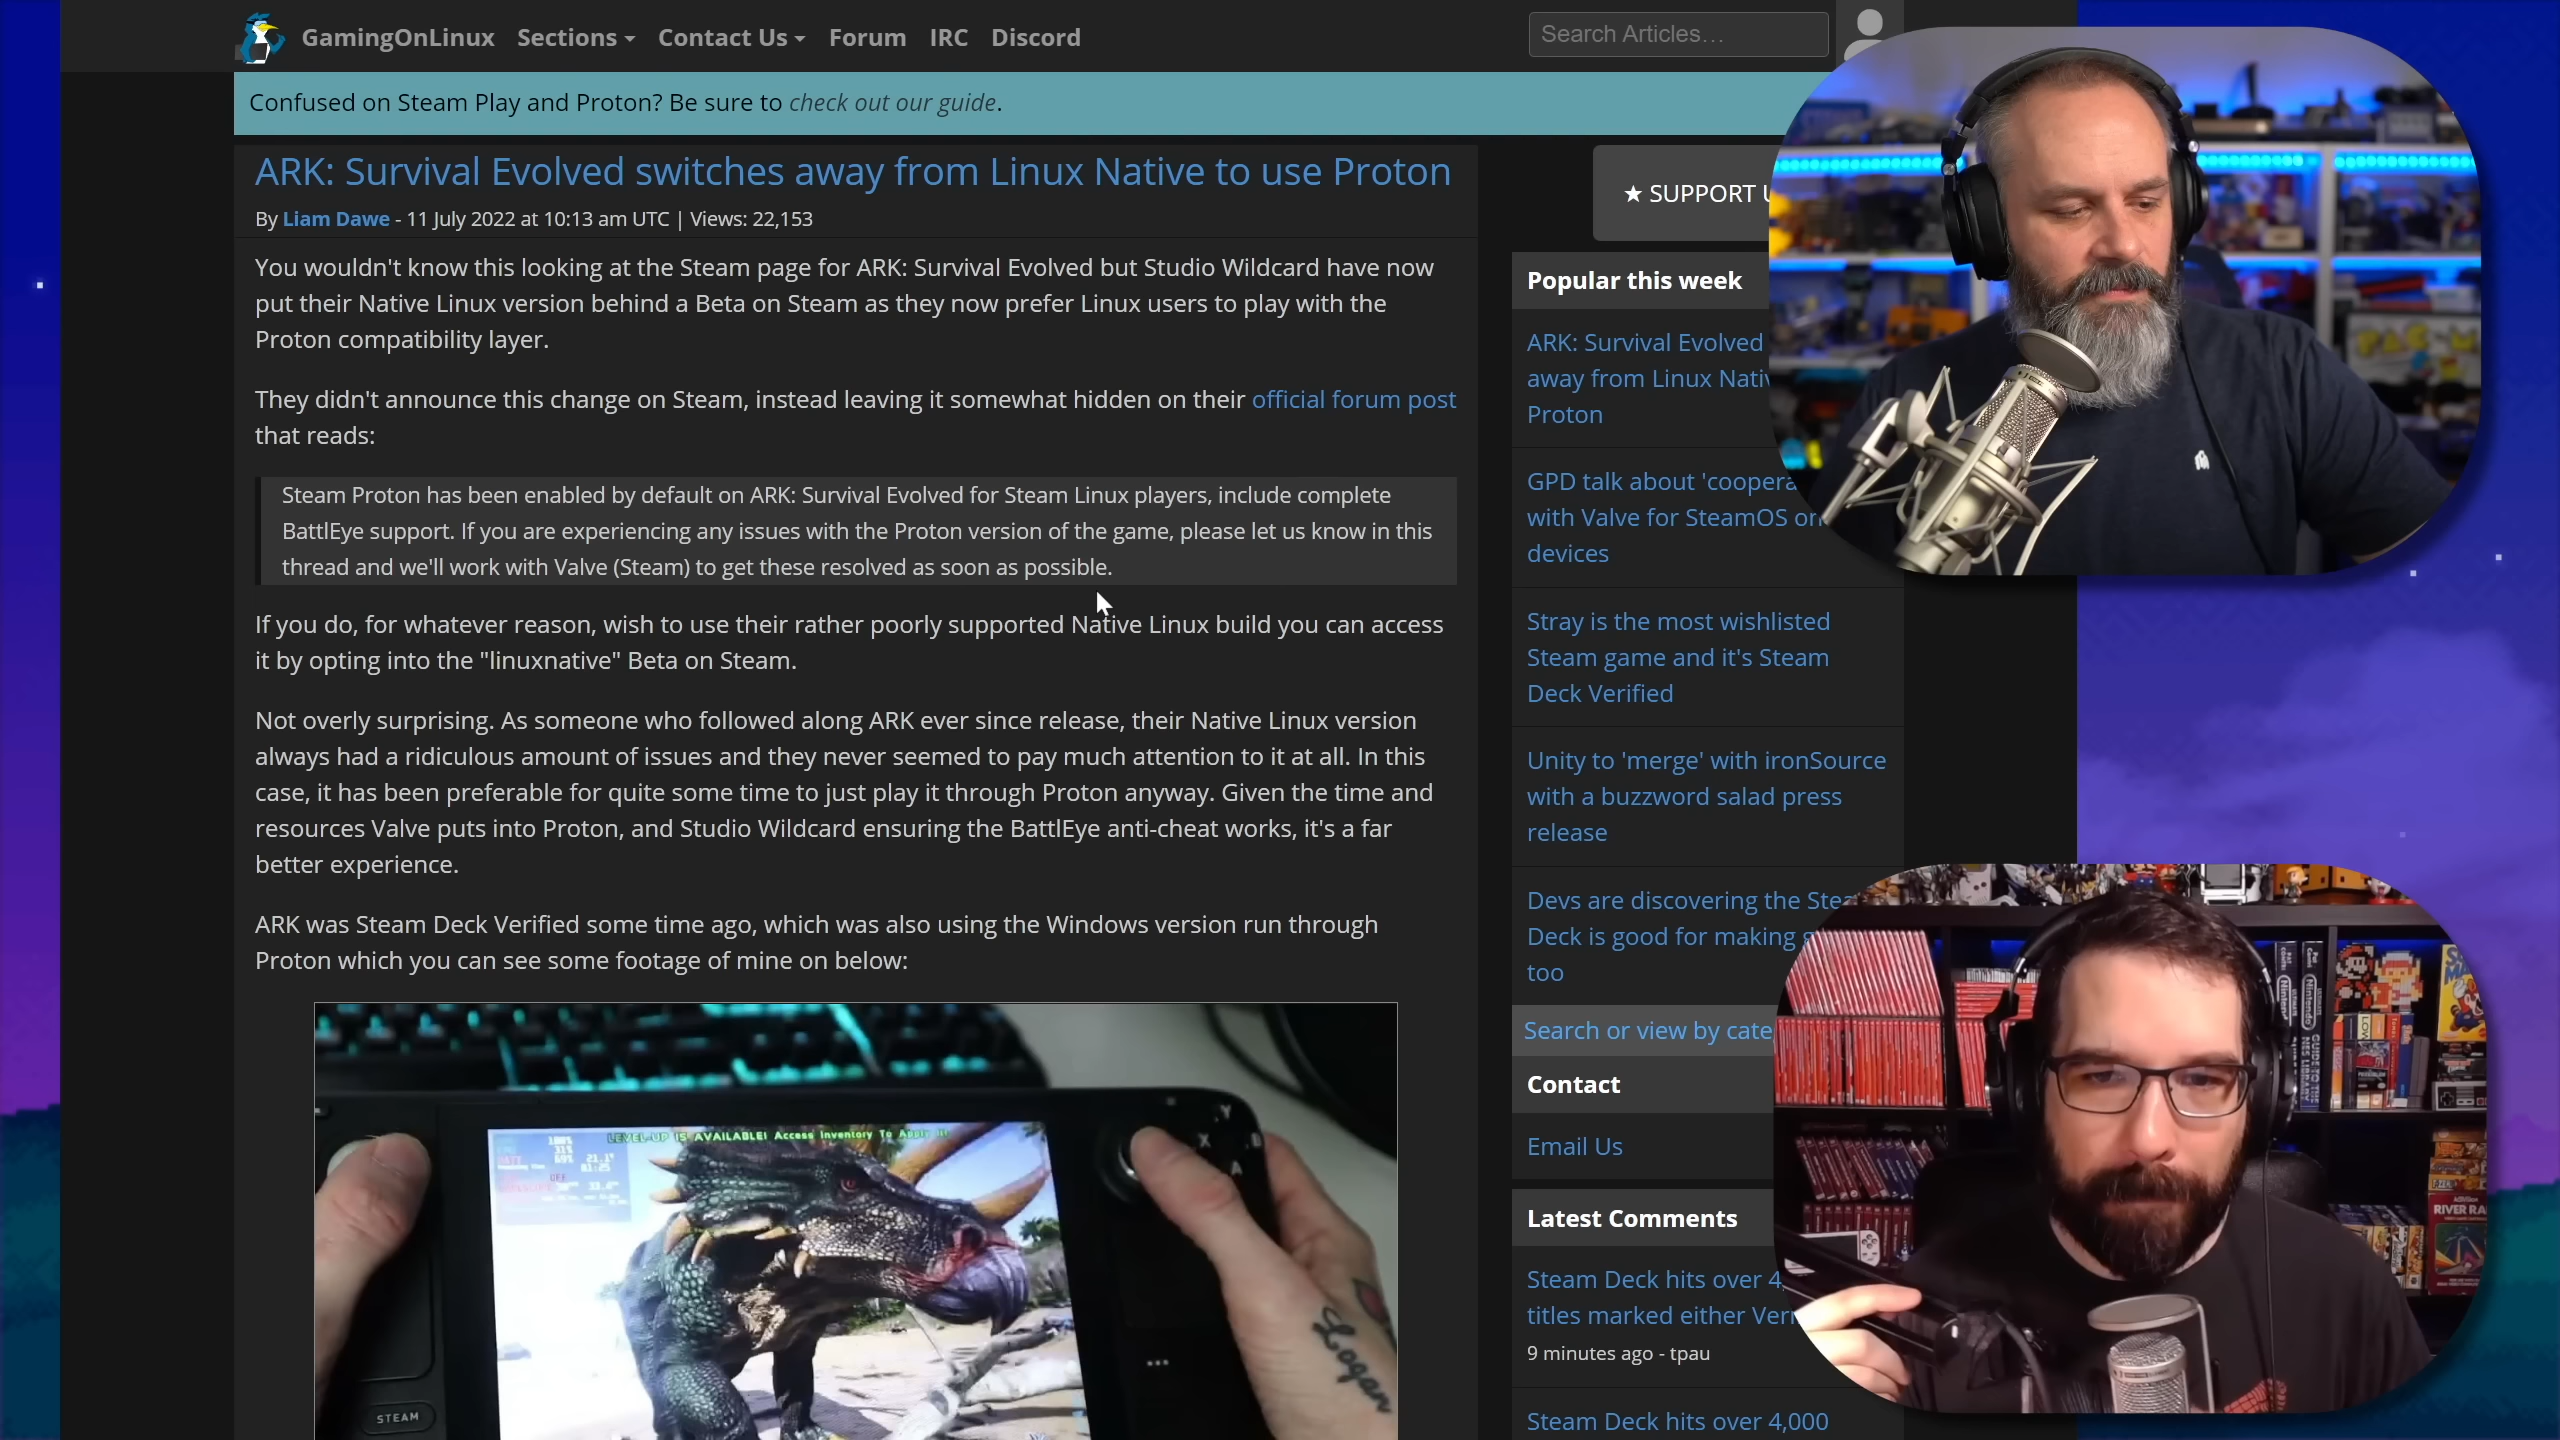 GamingOnLinux Sections Contact Us Forum IRC Discord
Search Articles...
Confused on Steam Play and Proton? Be sure to check out our guide.
ARK: Survival Evolved switches away from Linux Native to use Proton
By Liam Dawe - 11 July 2022 at 10:13 am UTC | Views: 22,153
You wouldn't know this looking at the Steam page for ARK: Survival Evolved but Studio Wildcard have now
put their Native Linux version behind a Beta on Steam as they now prefer Linux users to play with the
Proton compatibility layer.
They didn't announce this change on Steam, instead leaving it somewhat hidden on their official forum post
that reads:
Steam Proton has been enabled by default on ARK: Survival Evolved for Steam Linux players, include complete
BattlEye support. If you are experiencing any issues with the Proton version of the game, please let us know in this
thread and we'll work with Valve (Steam) to get these resolved as soon as possible.
If you do, for whatever reason, wish to use their rather poorly supported Native Linux build you can access
it by opting into the "linuxnative" Beta on Steam.
Not overly surprising. As someone who followed along ARK ever since release, their Native Linux version
always had a ridiculous amount of issues and they never seemed to pay much attention to it at all. In this
case, it has been preferable for quite some time to just play it through Proton anyway. Given the time and
resources Valve puts into Proton, and Studio Wildcard ensuring the BattlEye anti-cheat works, it's a far
better experience.
ARK was Steam Deck Verified some time ago, which was also using the Windows version run through
Proton which you can see some footage of mine on below:
LEVEL-UP IS AVAILABLE! Access Inventory To Apply it!
STEAM
Y
X
A
Logan
★ SUPPORT
Popular this week
ARK: Survival Evolved
away from Linux
Proton
GPD talk about
with Valve for SteamOS on
devices
Stray is the most wishlisted
Steam game and it's Steam
Deck Verified
Unity to 'merge' with ironSource
with a buzzword salad press
release
Devs are discovering the
Deck is good for making
too
Search or view by
Contact
Email Us
Latest Comments
Steam Deck hits over
titles marked either
9 minutes ago - tpau
Steam Deck hits over 4,000
RIVER